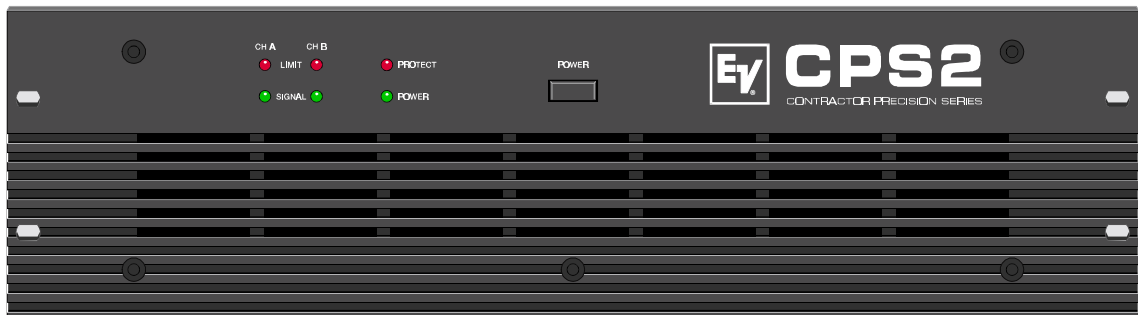 CH A CH B
LIMIT PROTECT
SIGNAL POWER
POWER
EV®
CPS2
CONTRACTOR PRECISION SERIES